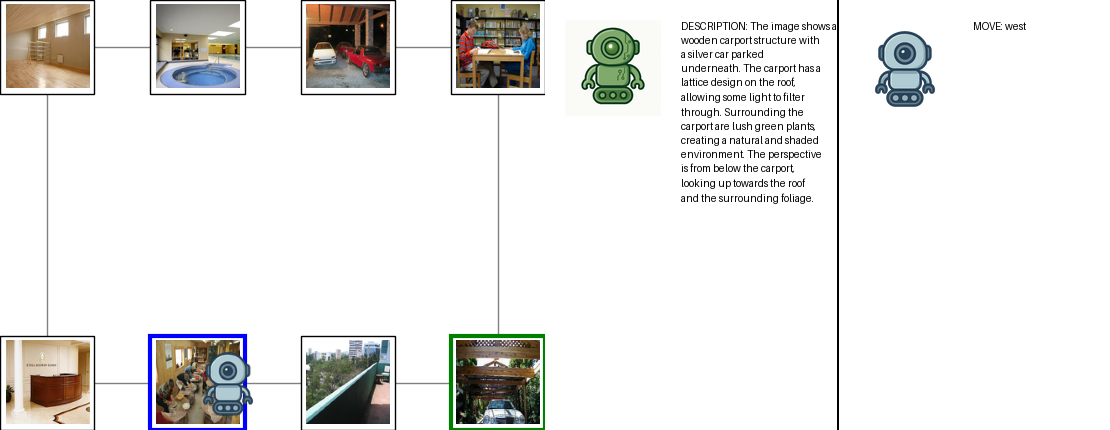 DESCRIPTION: The image shows a
wooden carport structure with
a silver car parked
underneath. The carport has a
lattice design on the roof,
allowing some light to filter
through. Surrounding the
carport are lush green plants,
creating a natural and shaded
environment. The perspective
is from below the carport,
looking up towards the roof
and the surrounding foliage.
MOVE: west